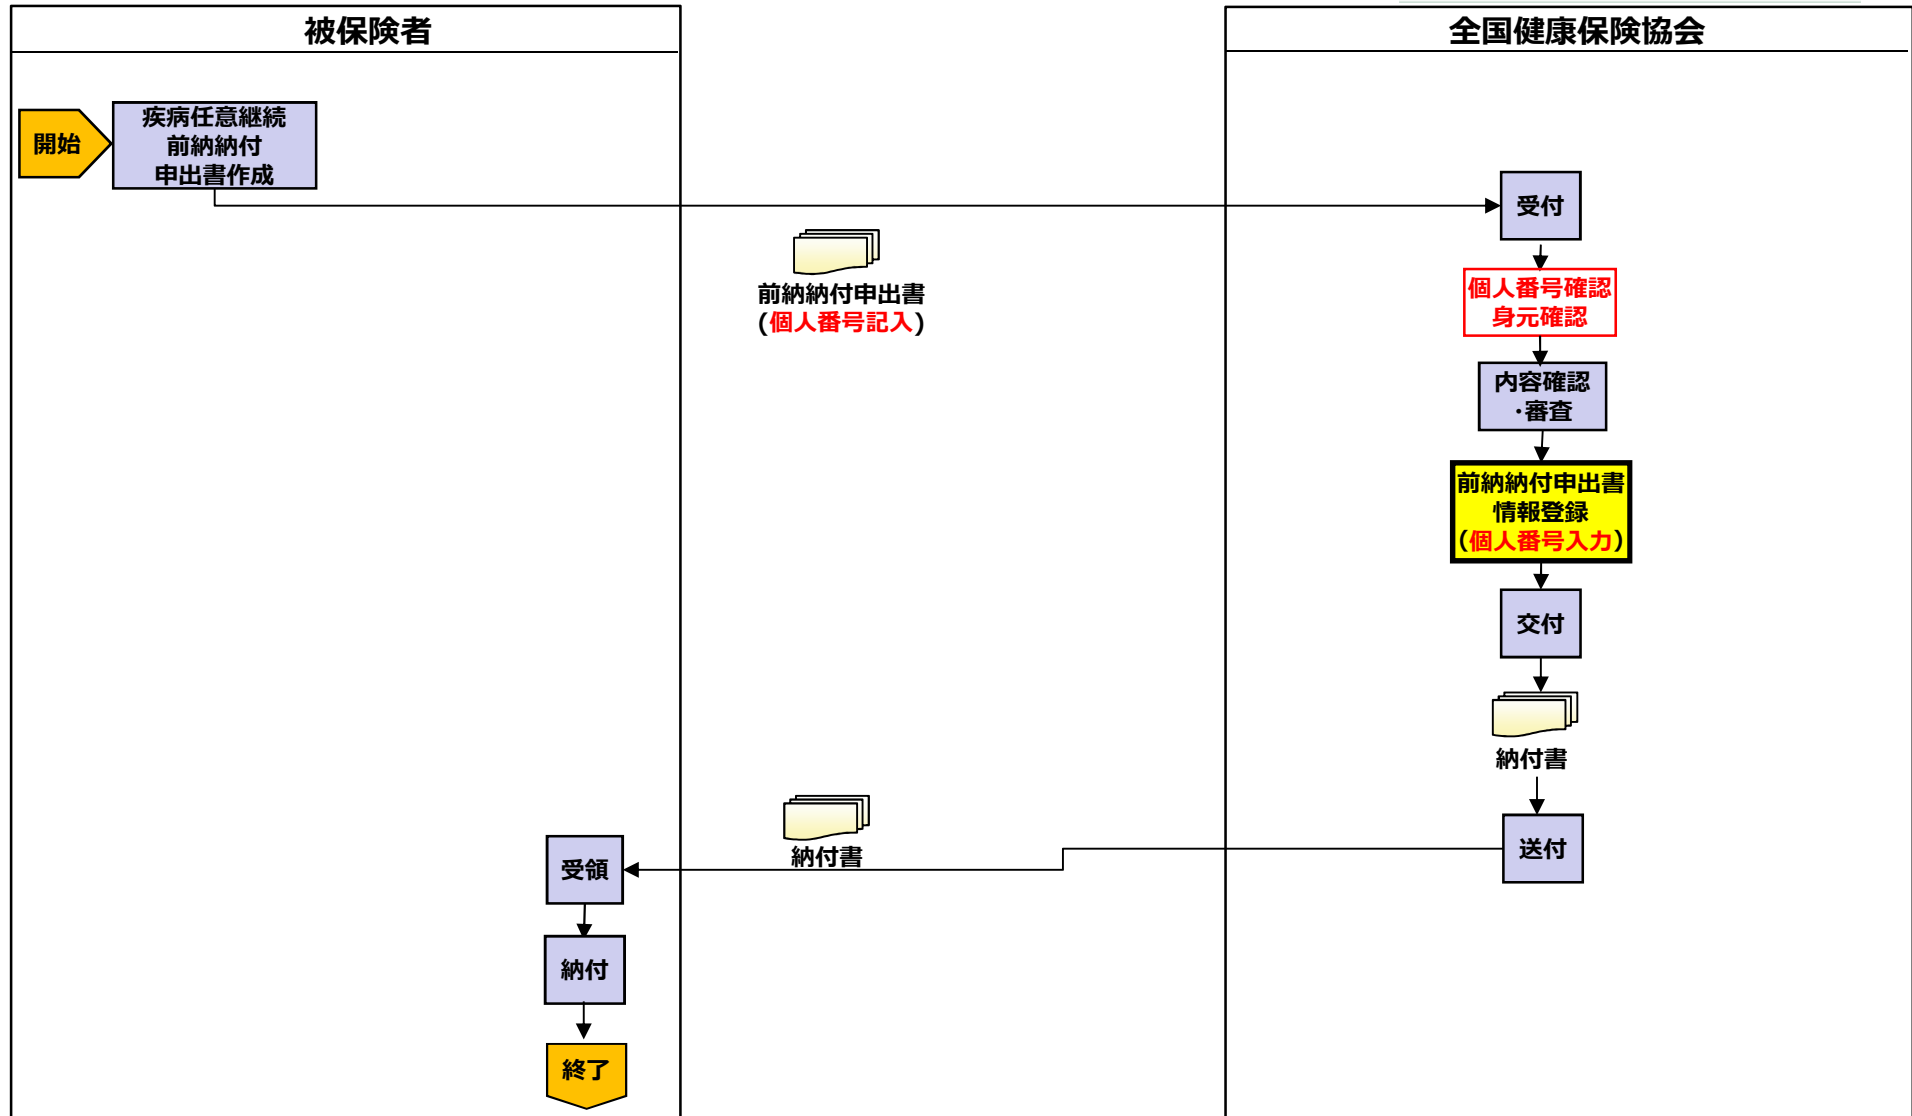 被保険者
全国健康保険協会
開始
疾病任意継続
前納納付
申出書作成
受付
前納納付申出書
(個人番号記入)
個人番号確認
身元確認
内容確認
・審査
前納納付申出書
情報登録
(個人番号入力)
交付
納付書
送付
納付書
受領
納付
終了